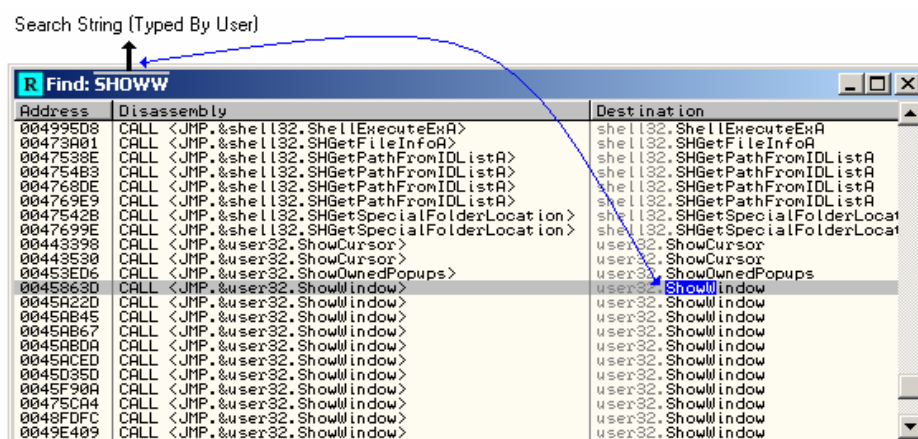 Search String (Typed By User)
R Find: SHOWW
Address Disassembly Destination
004995D8 CALL <JMP.&shell32.ShellExecuteExA> shell32.ShellExecuteExA
00473A01 CALL <JMP.&shell32.SHGetFileInfoA> shell32.SHGetFileInfoA
0047538E CALL <JMP.&shell32.SHGetPathFromIDListA> shell32.SHGetPathFromIDListA
004754B3 CALL <JMP.&shell32.SHGetPathFromIDListA> shell32.SHGetPathFromIDListA
004768DE CALL <JMP.&shell32.SHGetPathFromIDListA> shell32.SHGetPathFromIDListA
004769E9 CALL <JMP.&shell32.SHGetPathFromIDListA> shell32.SHGetPathFromIDListA
0047542B CALL <JMP.&shell32.SHGetSpecialFolderLocation> shell32.SHGetSpecialFolderLocat
0047699E CALL <JMP.&shell32.SHGetSpecialFolderLocation> shell32.SHGetSpecialFolderLocat
00443398 CALL <JMP.&user32.ShowCursor> user32.ShowCursor
00443530 CALL <JMP.&user32.ShowCursor> user32.ShowCursor
00453ED6 CALL <JMP.&user32.ShowOwnedPopups> user32.ShowOwnedPopups
0045863D CALL <JMP.&user32.ShowWindow> user32.ShowWindow
0045A22D CALL <JMP.&user32.ShowWindow> user32.ShowWindow
0045AB45 CALL <JMP.&user32.ShowWindow> user32.ShowWindow
0045AB67 CALL <JMP.&user32.ShowWindow> user32.ShowWindow
0045ABDA CALL <JMP.&user32.ShowWindow> user32.ShowWindow
0045ACED CALL <JMP.&user32.ShowWindow> user32.ShowWindow
0045D35D CALL <JMP.&user32.ShowWindow> user32.ShowWindow
0045F90A CALL <JMP.&user32.ShowWindow> user32.ShowWindow
00475CA4 CALL <JMP.&user32.ShowWindow> user32.ShowWindow
0048FDFC CALL <JMP.&user32.ShowWindow> user32.ShowWindow
0049E409 CALL <JMP.&user32.ShowWindow> user32.ShowWindow